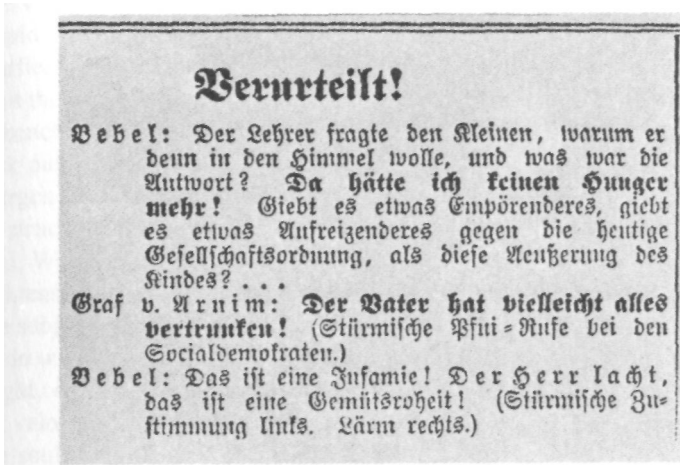 Verurteilt!
Bebel: Der Lehrer fragte den Kleinen, warum er
denn in den Himmel wolle, und was war die
Antwort? Da hätte ich keinen Hunger
mehr! Giebt es etwas Empörenderes, giebt
es etwas Aufreizenderes gegen die heutige
Gesellschaftsordnung, als diese Aeußerung des
Kindes? . . .
Graf v. Arnim: Der Vater hat vielleicht alles
vertrunken! (Stürmische Pfui-Rufe bei den
Socialdemokraten.)
Bebel: Das ist eine Infamie! Der Herr lacht,
das ist eine Gemütsroheit! (Stürmische Zu-
stimmung links. Lärm rechts.)